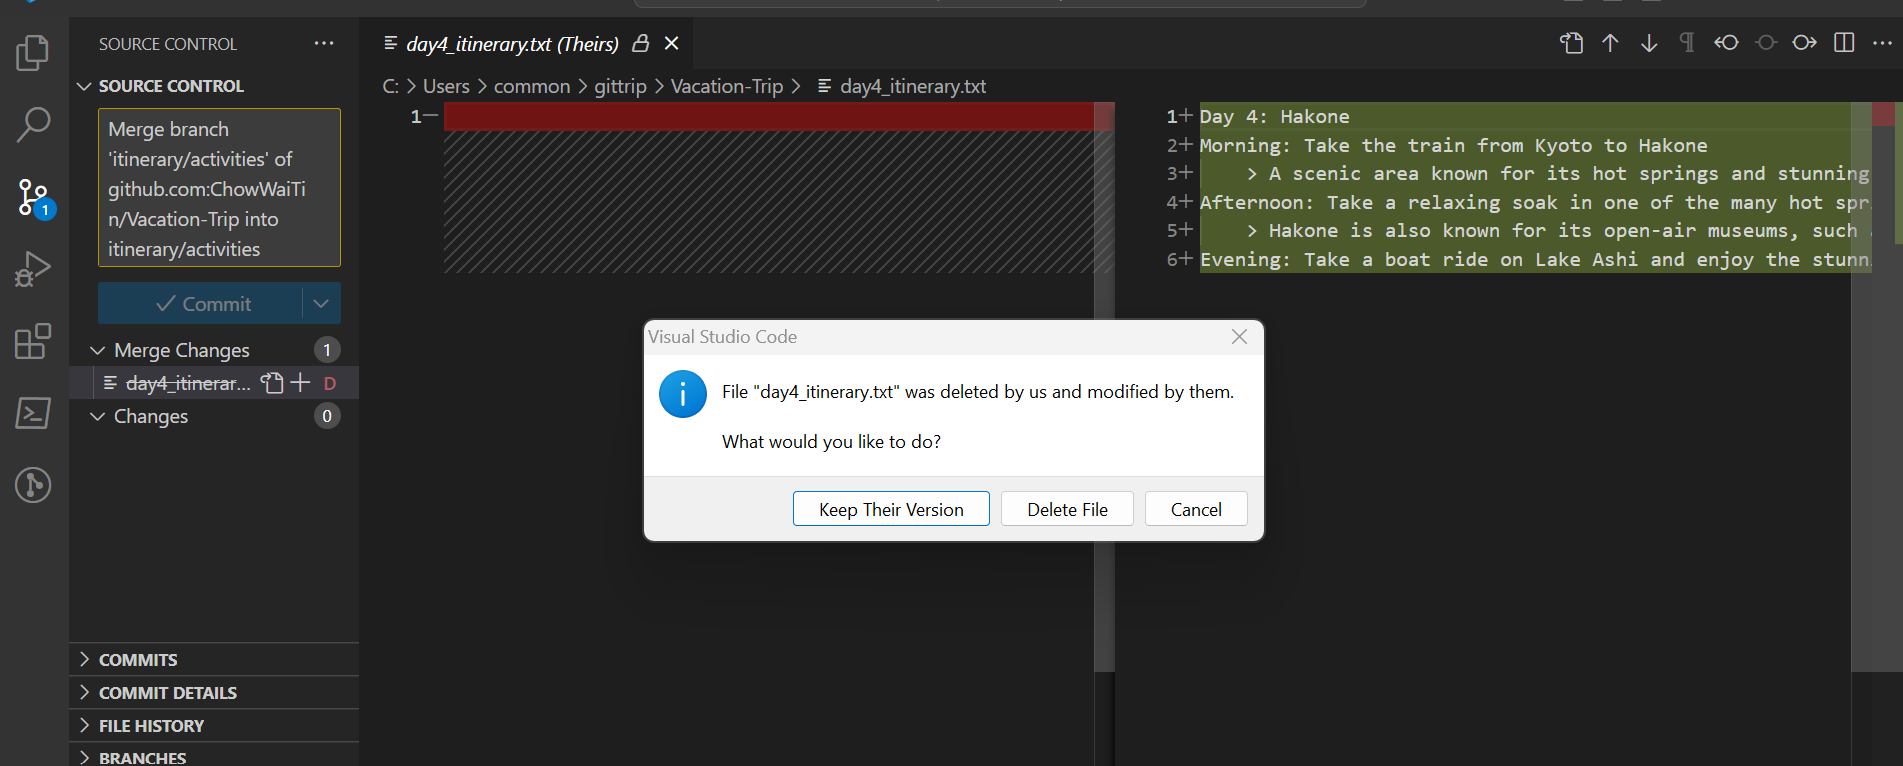 SOURCE CONTROL
SOURCE CONTROL
Merge branch
'itinerary/activities' of
github.com:ChowWaiTi
n/Vacation-Trip into
itinerary/activities
Commit
Merge Changes 1
day4_itinerar... D
Changes 0
1
COMMITS
COMMIT DETAILS
FILE HISTORY
BRANCHES
day4_itinerary.txt (Theirs)
C: > Users > common > gittrip > Vacation-Trip > day4_itinerary.txt
1—
1+ Day 4: Hakone
2+ Morning: Take the train from Kyoto to Hakone
3+ > A scenic area known for its hot springs and stunning
4+ Afternoon: Take a relaxing soak in one of the many hot spr
5+ > Hakone is also known for its open-air museums, such
6+ Evening: Take a boat ride on Lake Ashi and enjoy the stunn
Visual Studio Code
File "day4_itinerary.txt" was deleted by us and modified by them.
What would you like to do?
Keep Their Version
Delete File
Cancel